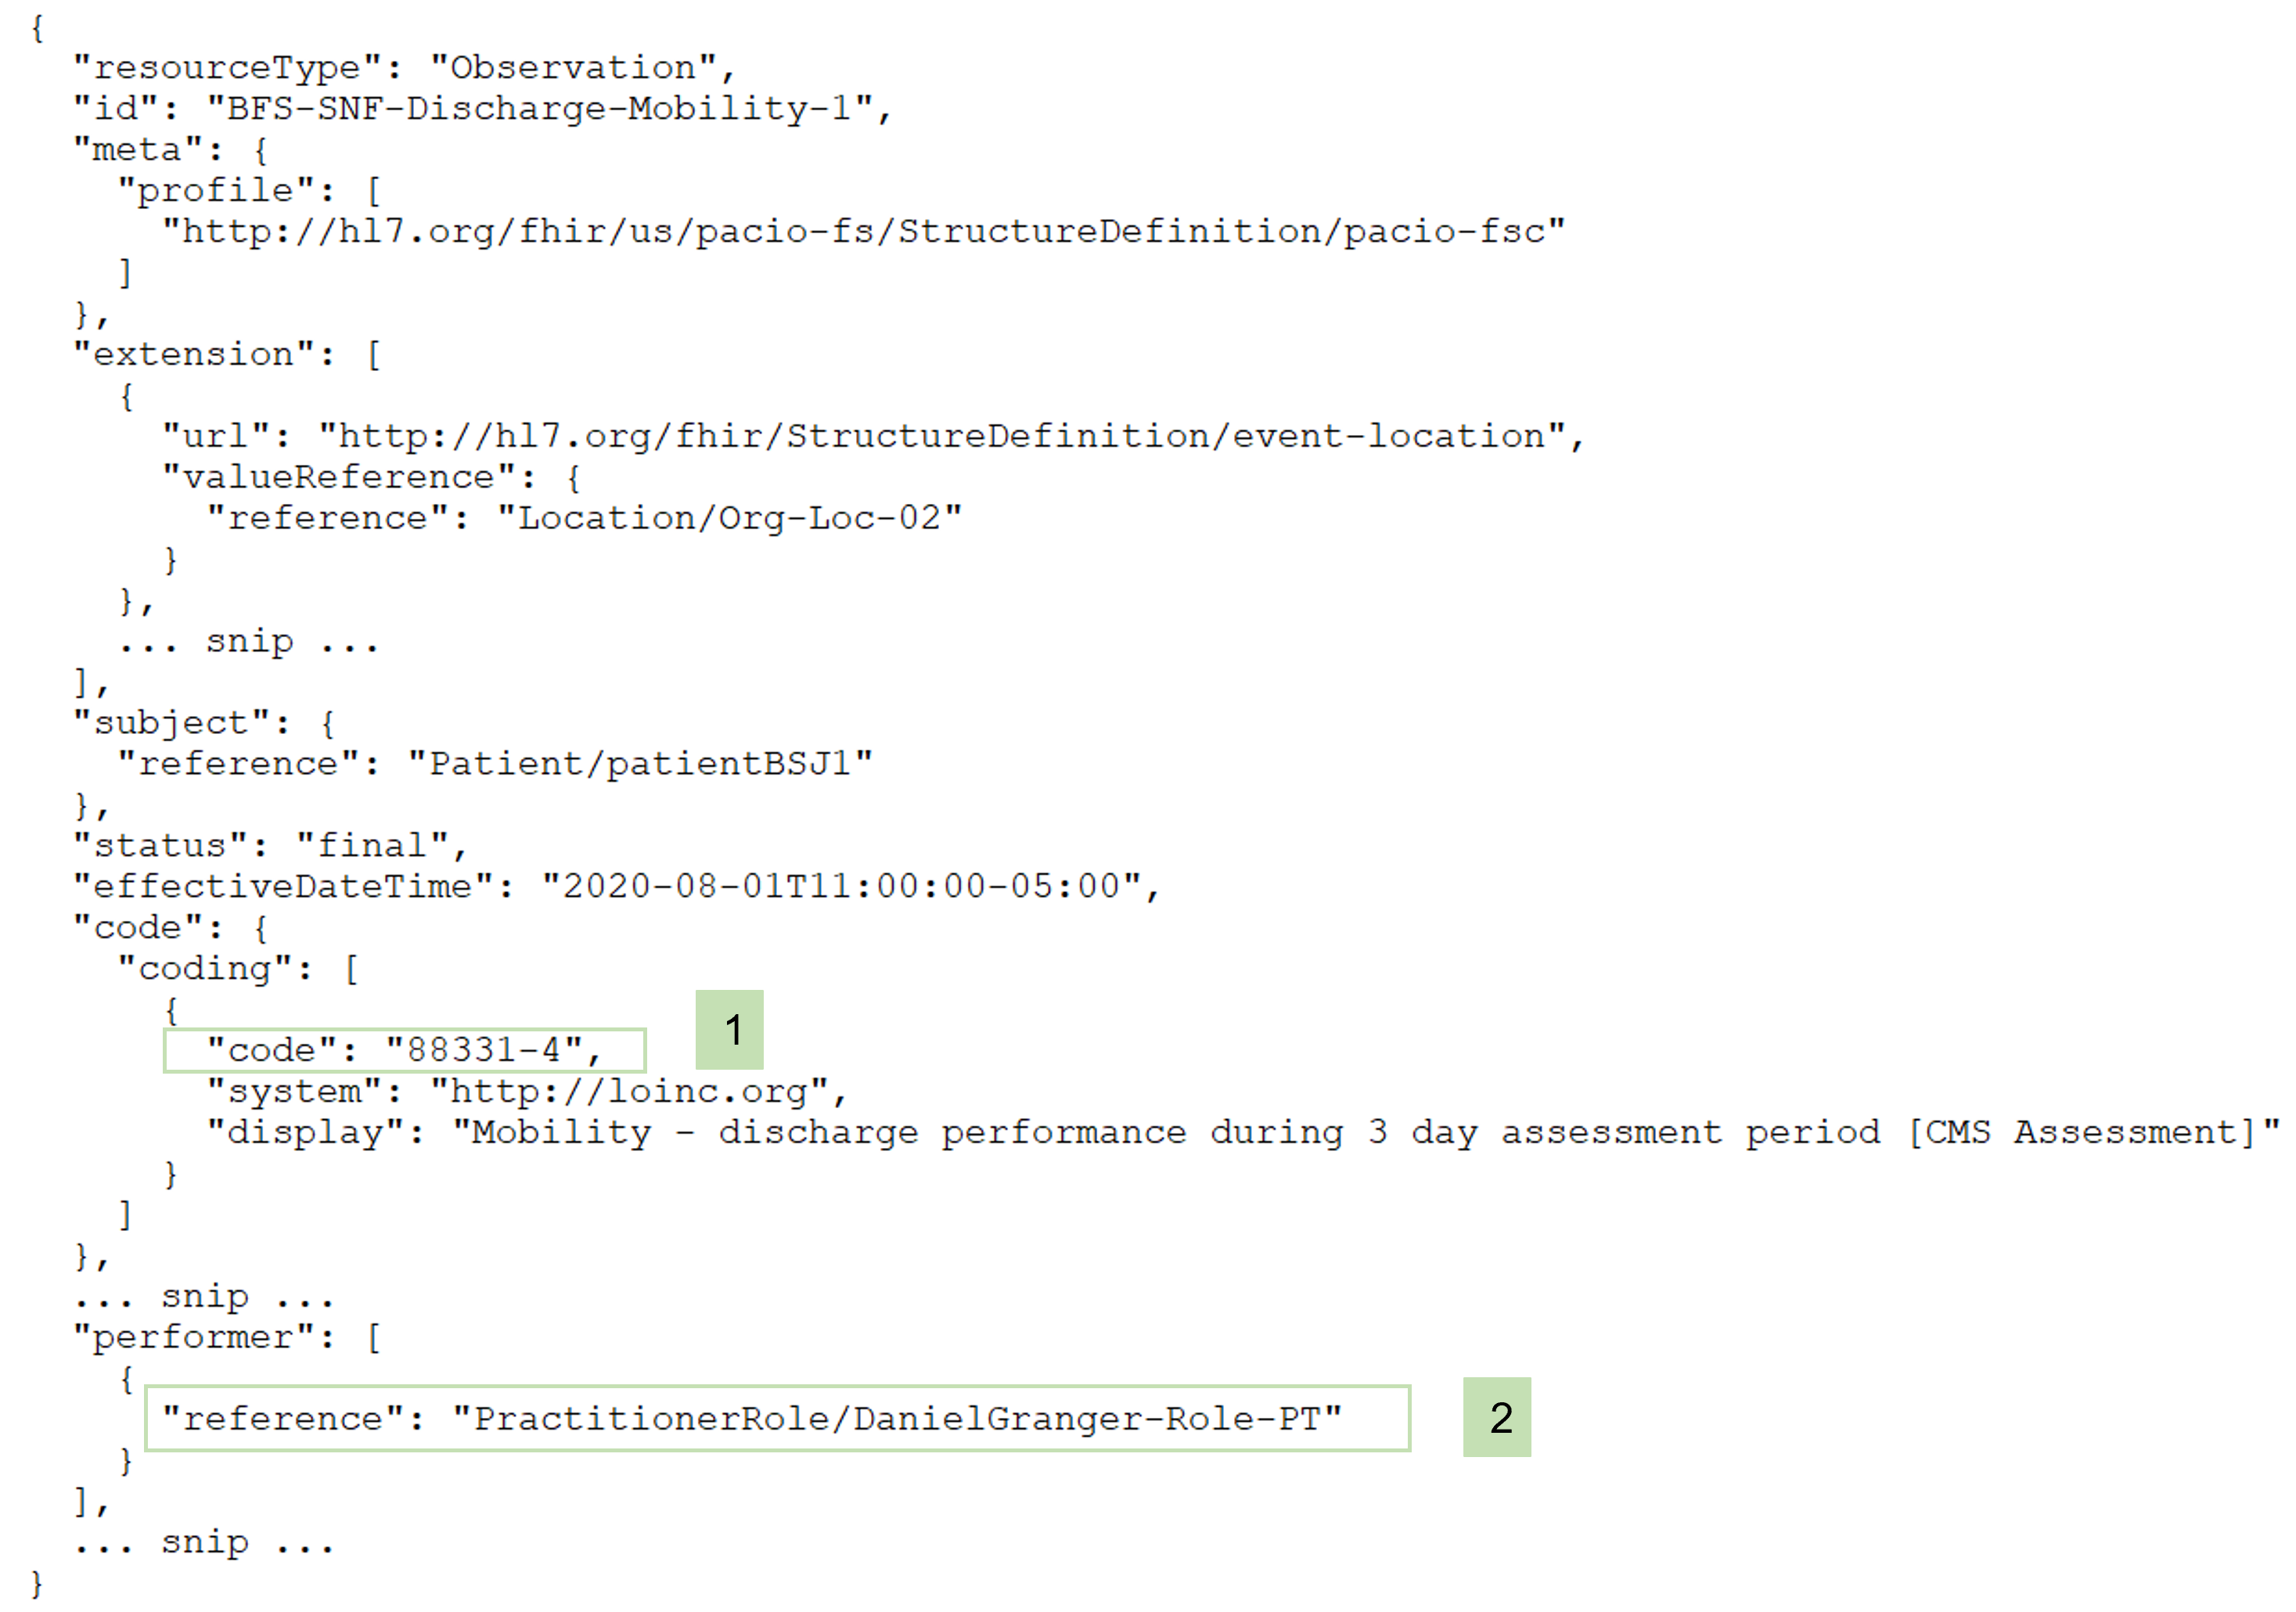 {
"resourceType": "Observation",
"id": "BFS-SNF-Discharge-Mobility-1",
"meta": {
"profile": [
"http://hl7.org/fhir/us/pacio-fs/StructureDefinition/pacio-fsc"
]
},
"extension": [
{
"url": "http://hl7.org/fhir/StructureDefinition/event-location",
"valueReference": {
"reference": "Location/Org-Loc-02"
}
},
... snip ...
],
"subject": {
"reference": "Patient/patientBSJ1"
},
"status": "final",
"effectiveDateTime": "2020-08-01T11:00:00-05:00",
"code": {
"coding": [
{
"code": "88331-4", 1
"system": "http://loinc.org",
"display": "Mobility - discharge performance during 3 day assessment period [CMS Assessment]"
}
]
},
... snip ...
"performer": [
{
"reference": "PractitionerRole/DanielGranger-Role-PT" 2
}
],
... snip ...
}